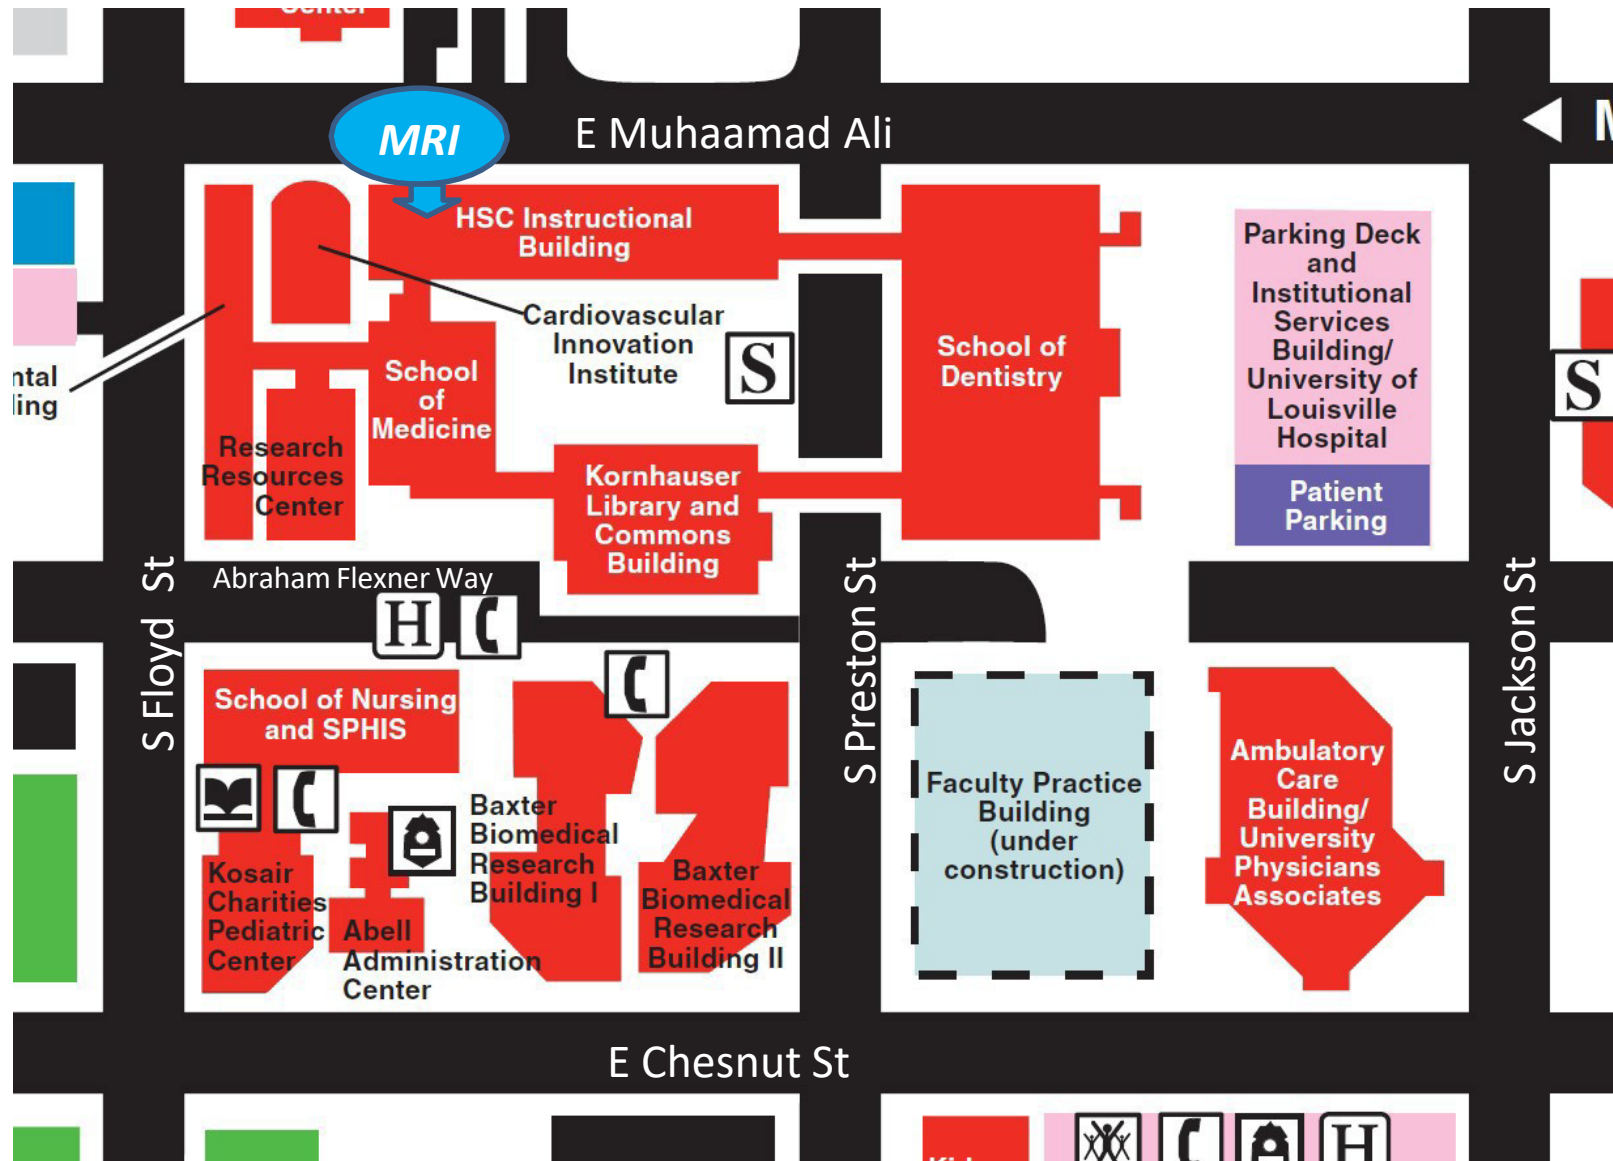 Center
MRI
E Muhaamad Ali
HSC Instructional
Building
Cardiovascular
Innovation
Institute
S
School
of
Medicine
Research
Resources
Center
Kornhauser
Library and
Commons
Building
School of
Dentistry
Parking Deck
and
Institutional
Services
Building/
University of
Louisville
Hospital
Patient
Parking
S
ntal
ling
Abraham Flexner Way
H
S Floyd St
S Preston St
S Jackson St
School of Nursing
and SPHIS
Kosair
Charities
Pediatric
Center
Abell
Administration
Center
Baxter
Biomedical
Research
Building I
Baxter
Biomedical
Research
Building II
Faculty Practice
Building
(under
construction)
Ambulatory
Care
Building/
University
Physicians
Associates
E Chesnut St
H